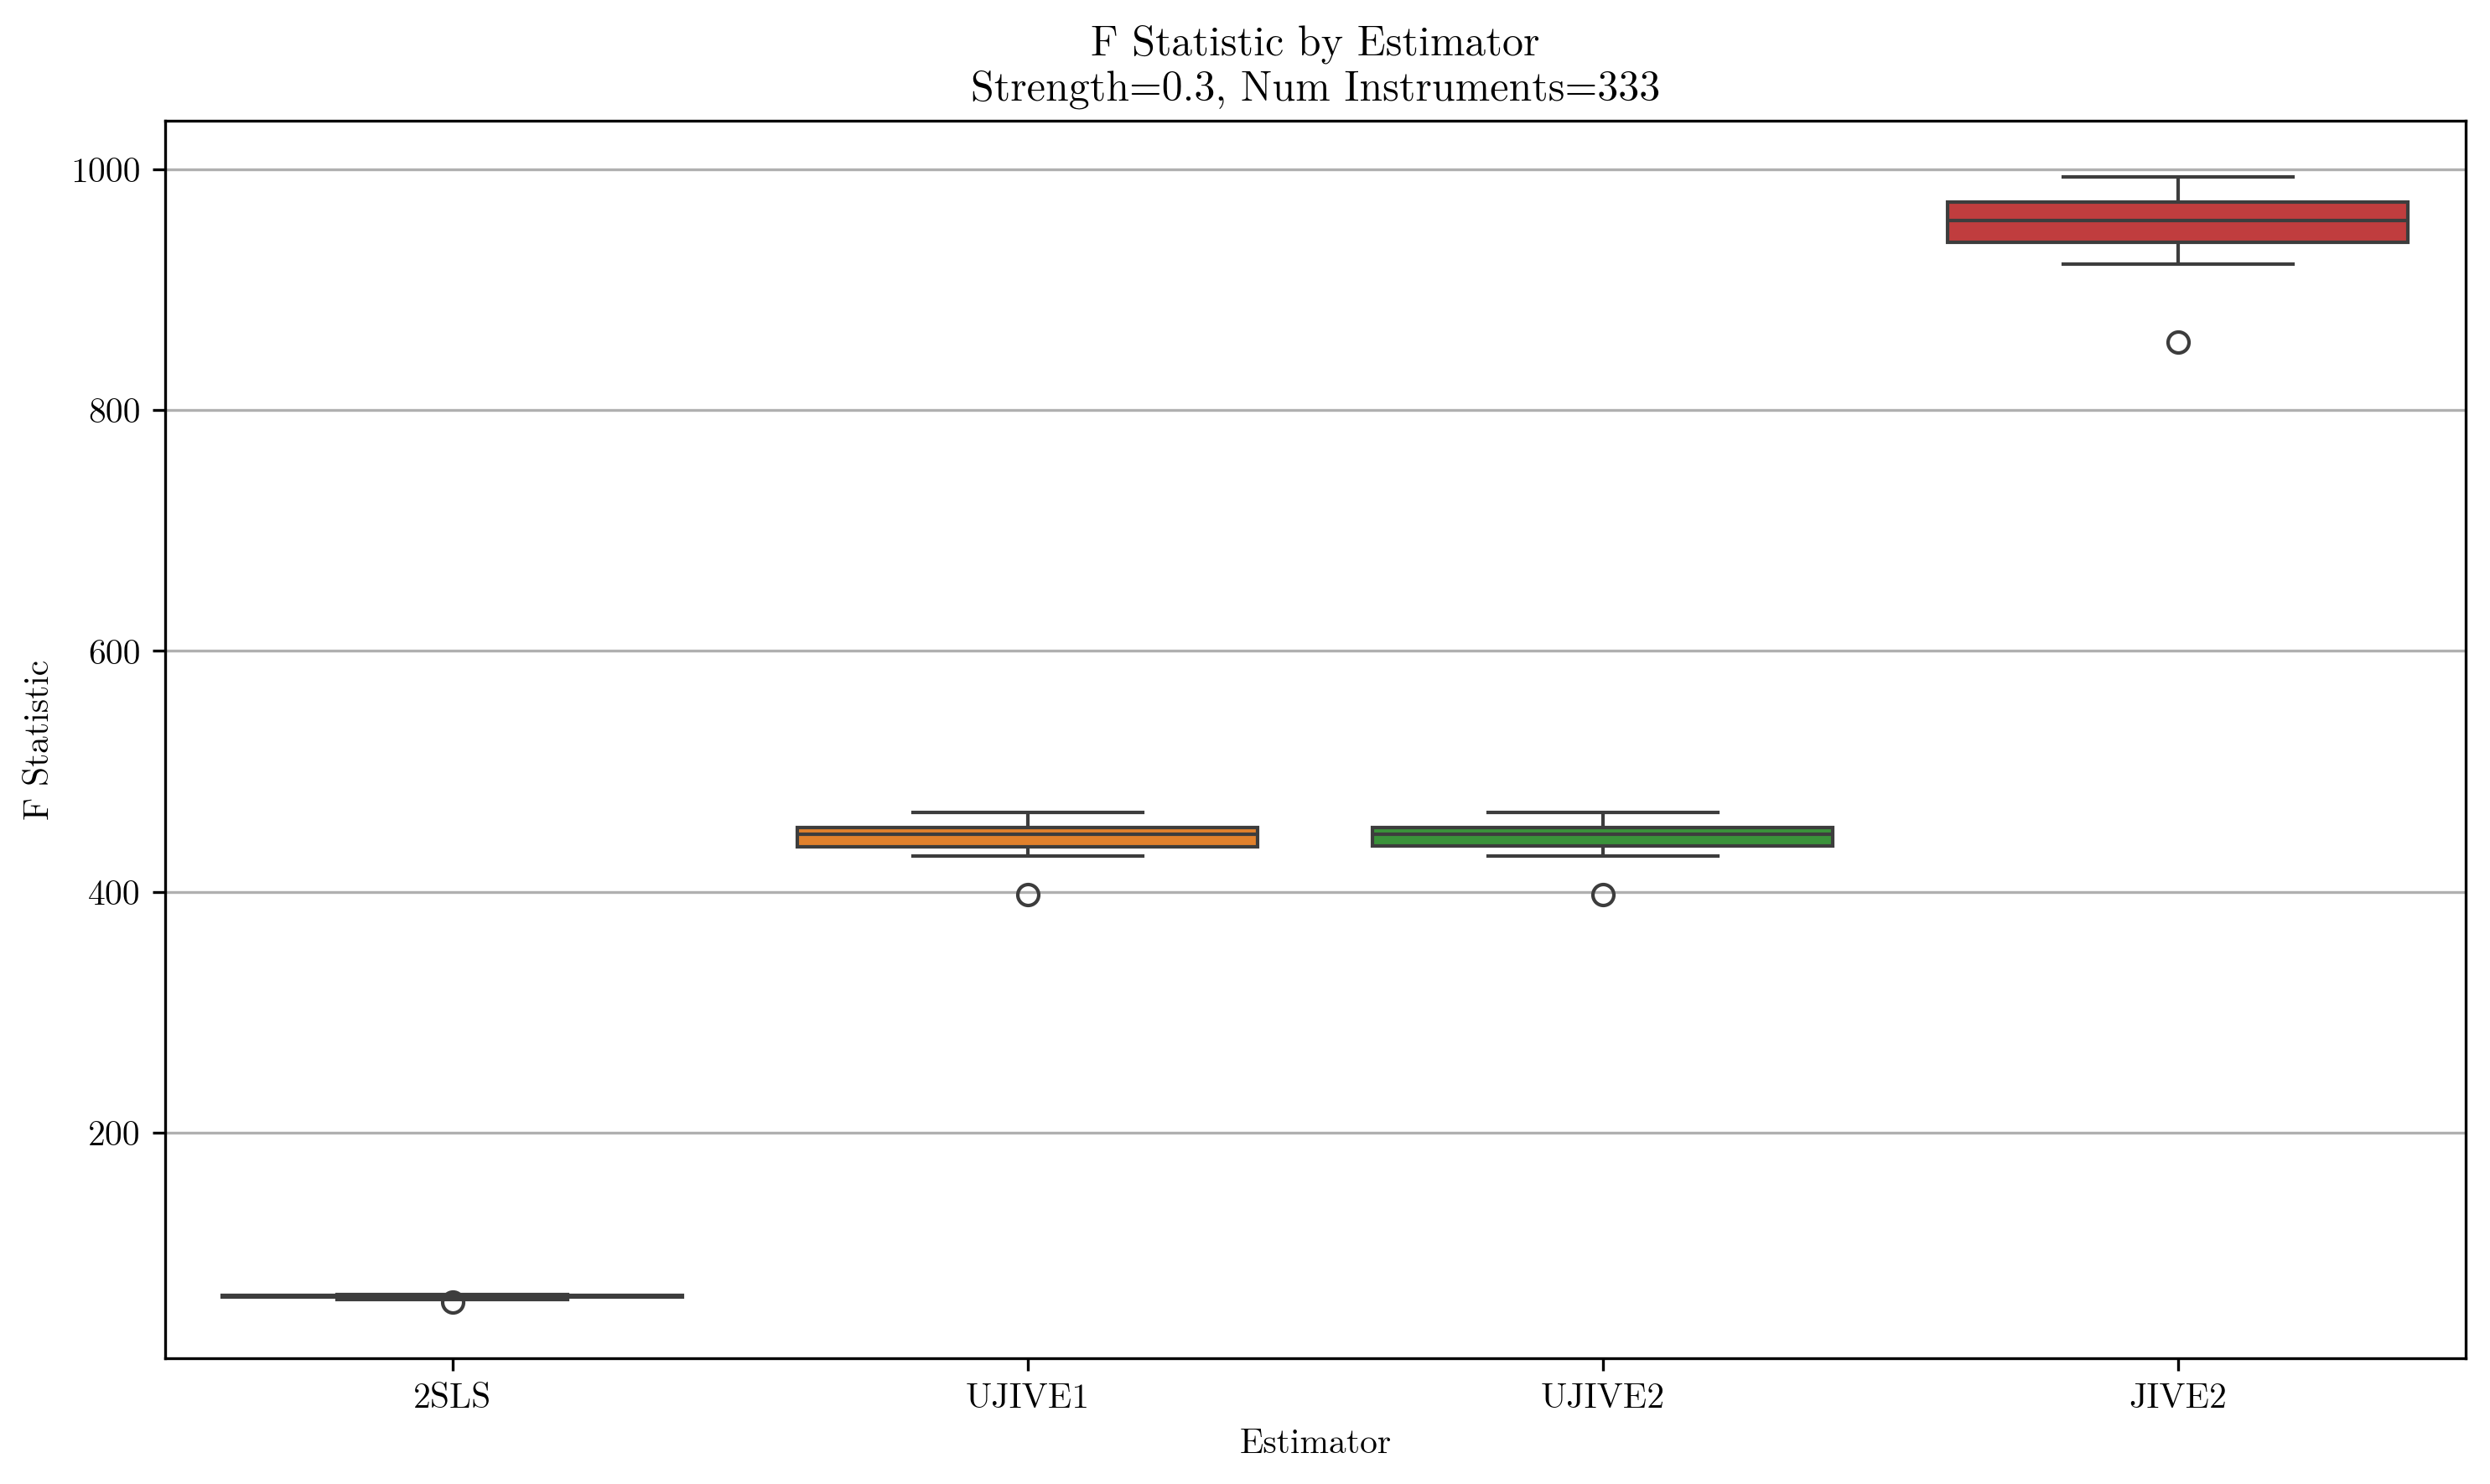 F Statistic by Estimator
Strength=0.3, Num Instruments=333
1000
800
600
400
200
F Statistic
2SLS
UJIVE1
UJIVE2
JIVE2
Estimator